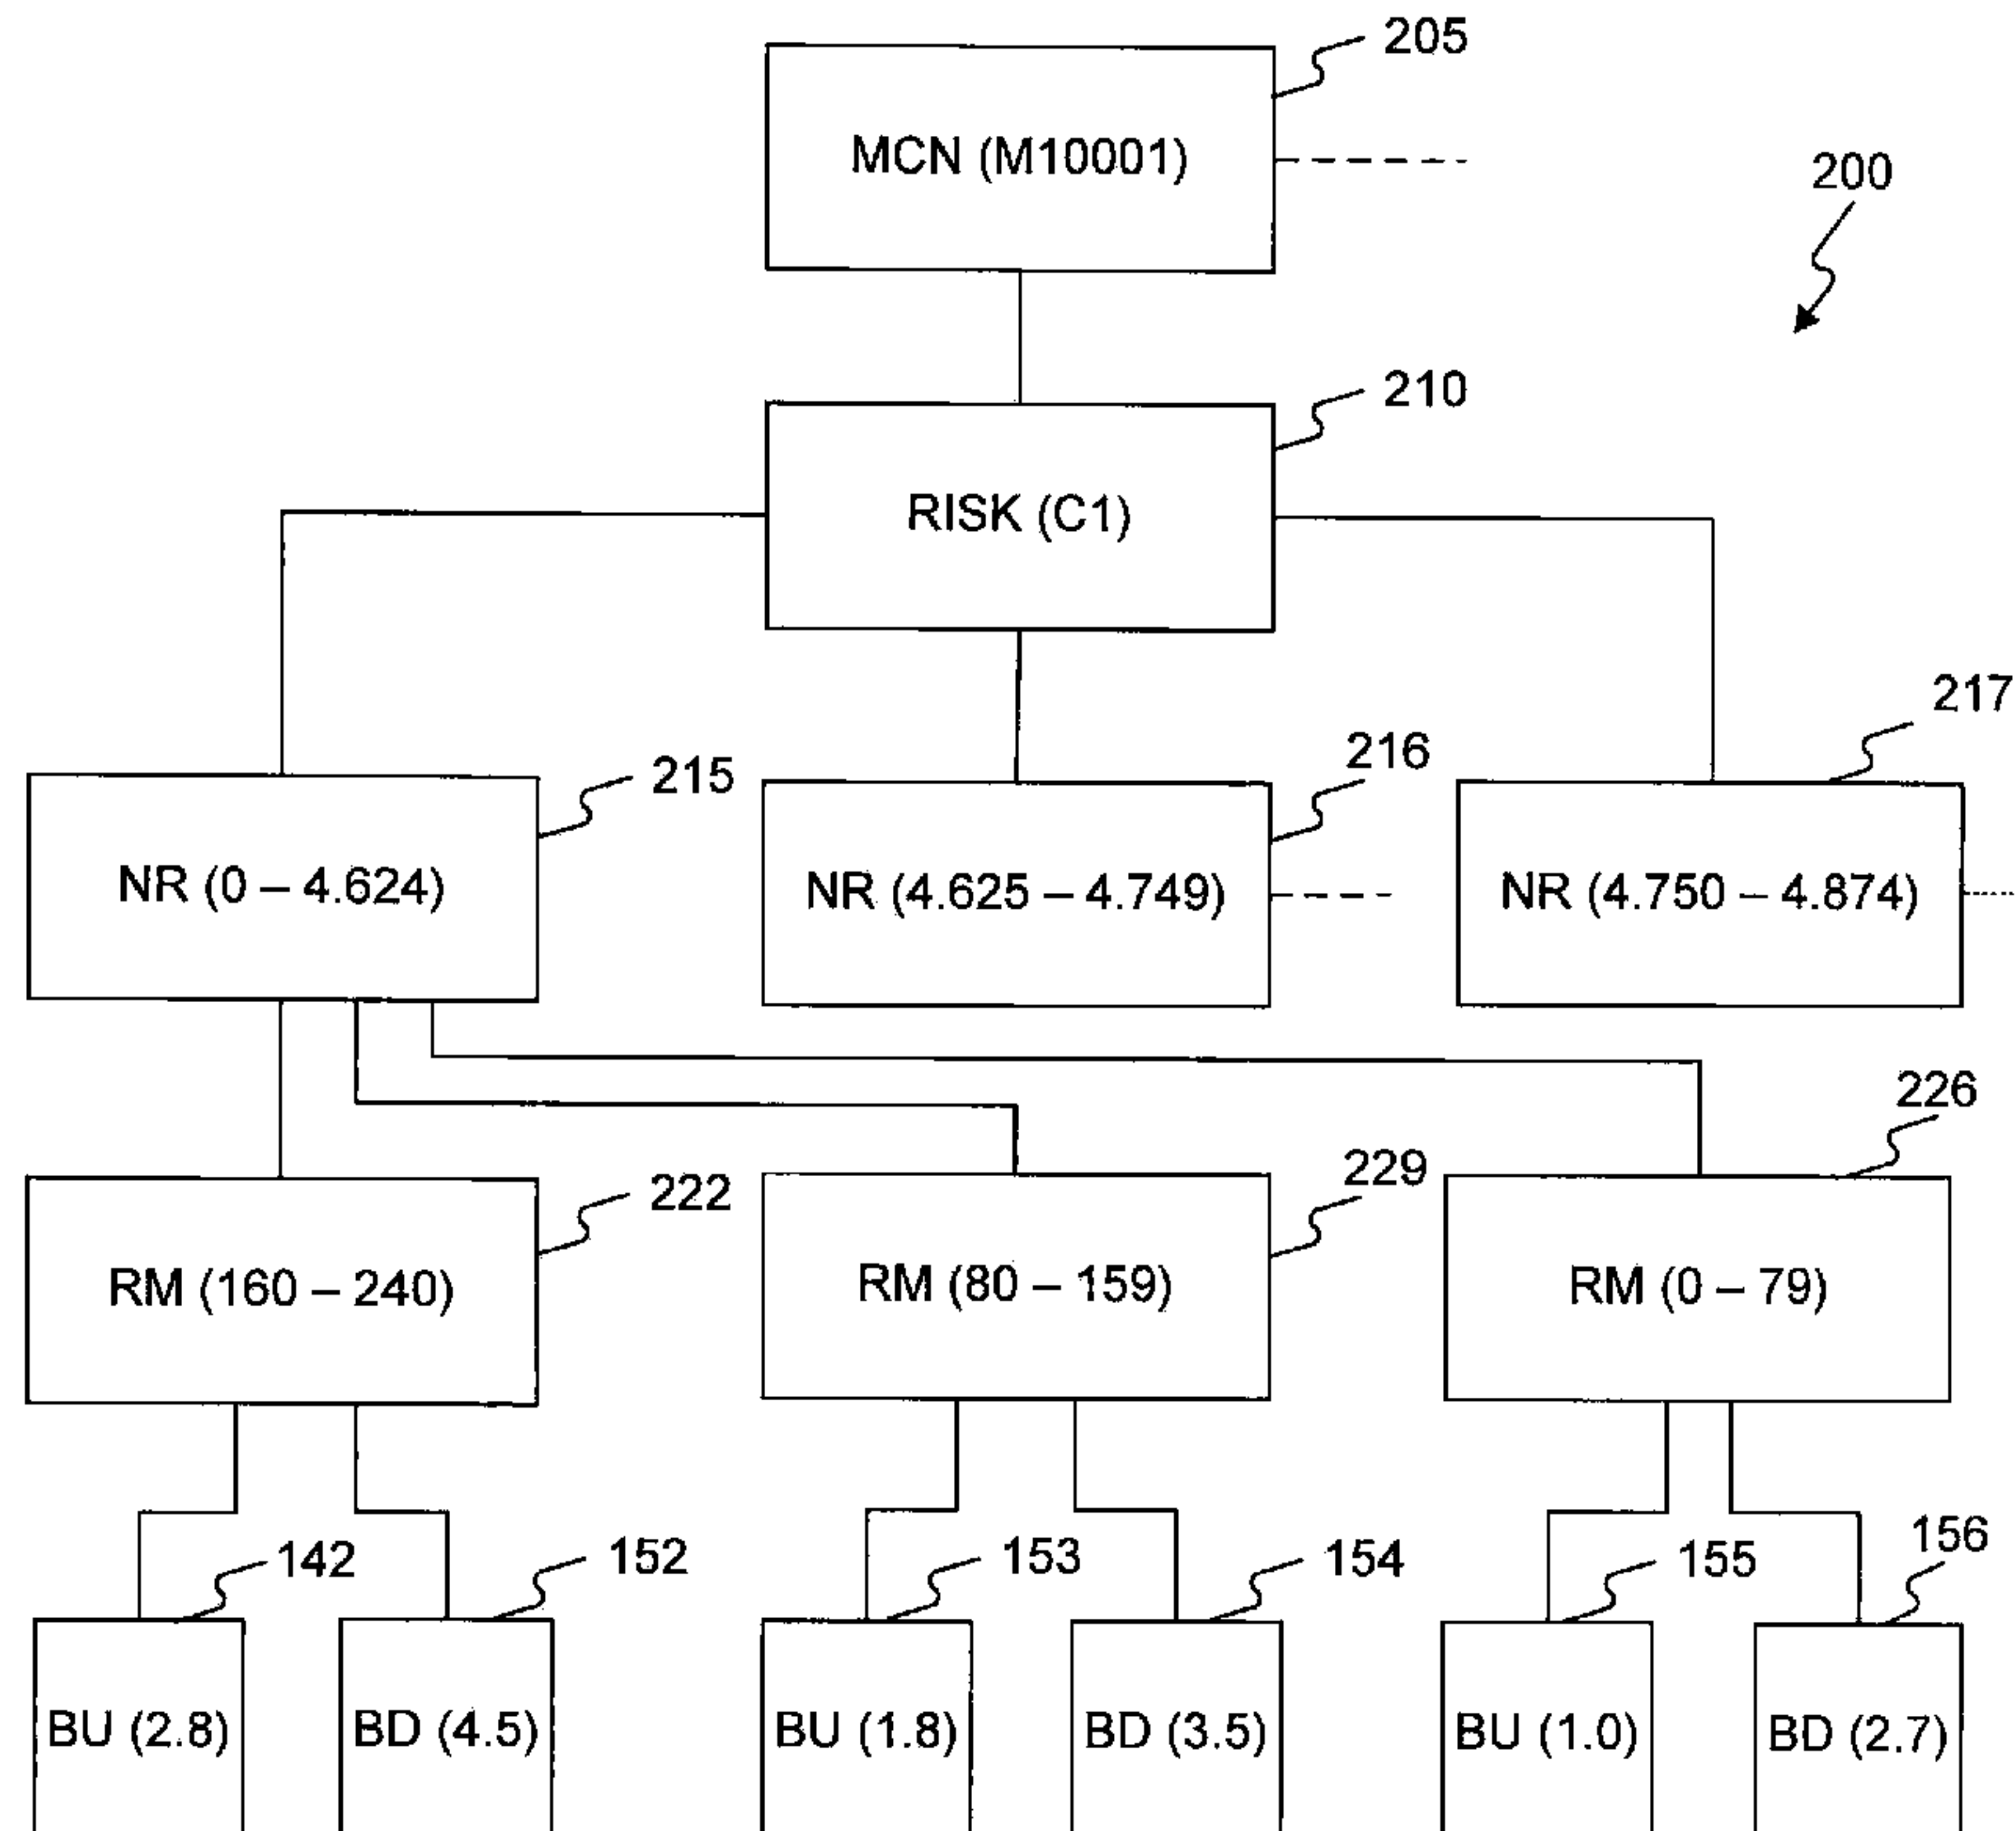 205
MCN (M10001)
200
210
RISK (C1)
217
216
215
NR (0 – 4.624)
NR (4.625 – 4.749)
NR (4.750 – 4.874)
226
229
222
RM (160 – 240)
RM (80 – 159)
RM (0 – 79)
142
152
153
154
155
156
BU (2.8)
BD (4.5)
BU (1.8)
BD (3.5)
BU (1.0)
BD (2.7)